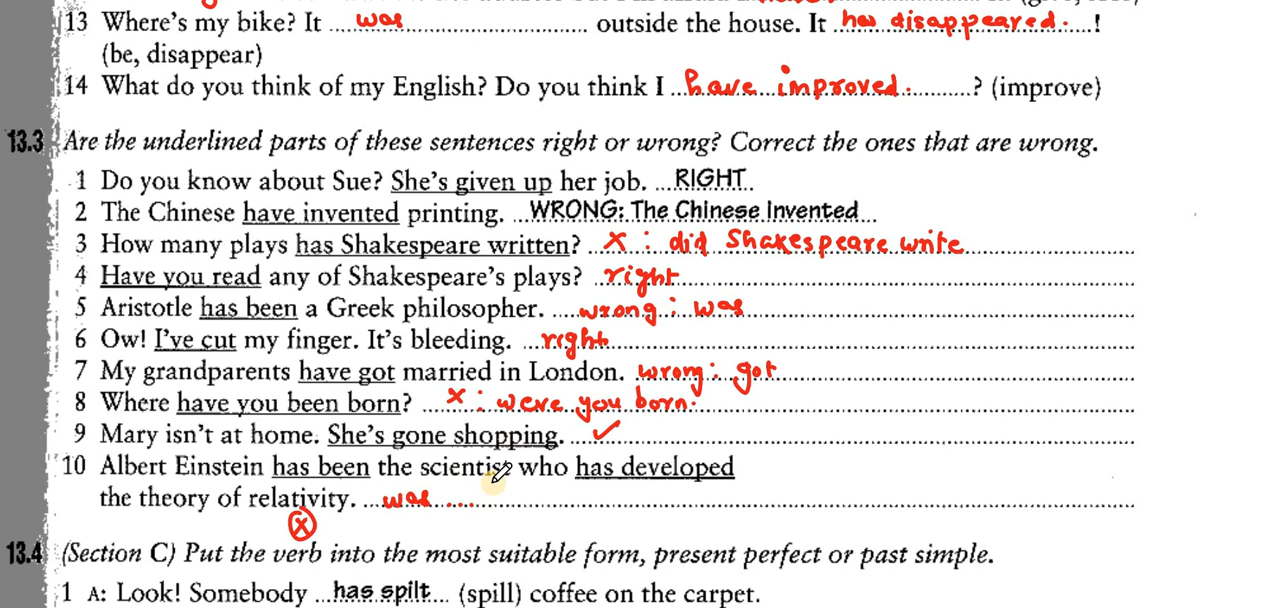 13 Where's my bike? It ...was... outside the house. It has disappeared. ...!
(be, disappear)
14 What do you think of my English? Do you think I ...have improved. ...? (improve)
13.3 Are the underlined parts of these sentences right or wrong? Correct the ones that are wrong.
1 Do you know about Sue? She's given up her job. ...RIGHT...
2 The Chinese have invented printing. ...WRONG: The Chinese invented...
3 How many plays has Shakespeare written? ...x : did Shakespeare write...
4 Have you read any of Shakespeare's plays? ...right...
5 Aristotle has been a Greek philosopher. ...wrong : was...
6 Ow! I've cut my finger. It's bleeding. ...right...
7 My grandparents have got married in London. wrong : got...
8 Where have you been born? ...x : were you born. ...
9 Mary isn't at home. She's gone shopping. ...✓...
10 Albert Einstein has been the scientist who has developed
the theory of relativity. ...was ......
x
13.4 (Section C) Put the verb into the most suitable form, present perfect or past simple.
1 A: Look! Somebody ...has spilt... (spill) coffee on the carpet.